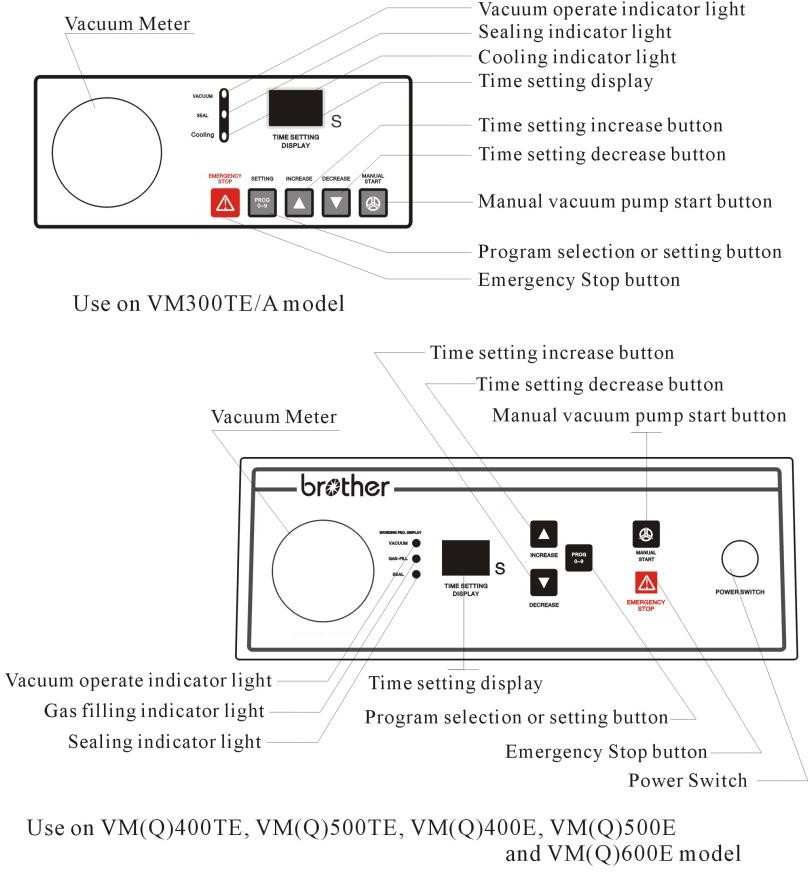 Vacuum Meter
Vacuum operate indicator light
Sealing indicator light
Cooling indicator light
Time setting display
Time setting increase button
Time setting decrease button
Manual vacuum pump start button
Program selection or setting button
Emergency Stop button
VACUUM
SEAL
Cooling
S
TIME SETTING
DISPLAY
EMERGENCY
STOP
SETTING
INCREASE
DECREASE
MANUAL
START
PROG
0~9
Use on VM300TE/A model
Time setting increase button
Time setting decrease button
Manual vacuum pump start button
Vacuum Meter
brother
WORKING PRO. DISPLAY
VACUUM
GAS-FILL
SEAL
S
TIME SETTING
DISPLAY
INCREASE
PROG
0~9
DECREASE
MANUAL
START
EMERGENCY
STOP
POWER SWITCH
Vacuum operate indicator light
Gas filling indicator light
Sealing indicator light
Time setting display
Program selection or setting button
Emergency Stop button
Power Switch
Use on VM(Q)400TE, VM(Q)500TE, VM(Q)400E, VM(Q)500E
and VM(Q)600E model